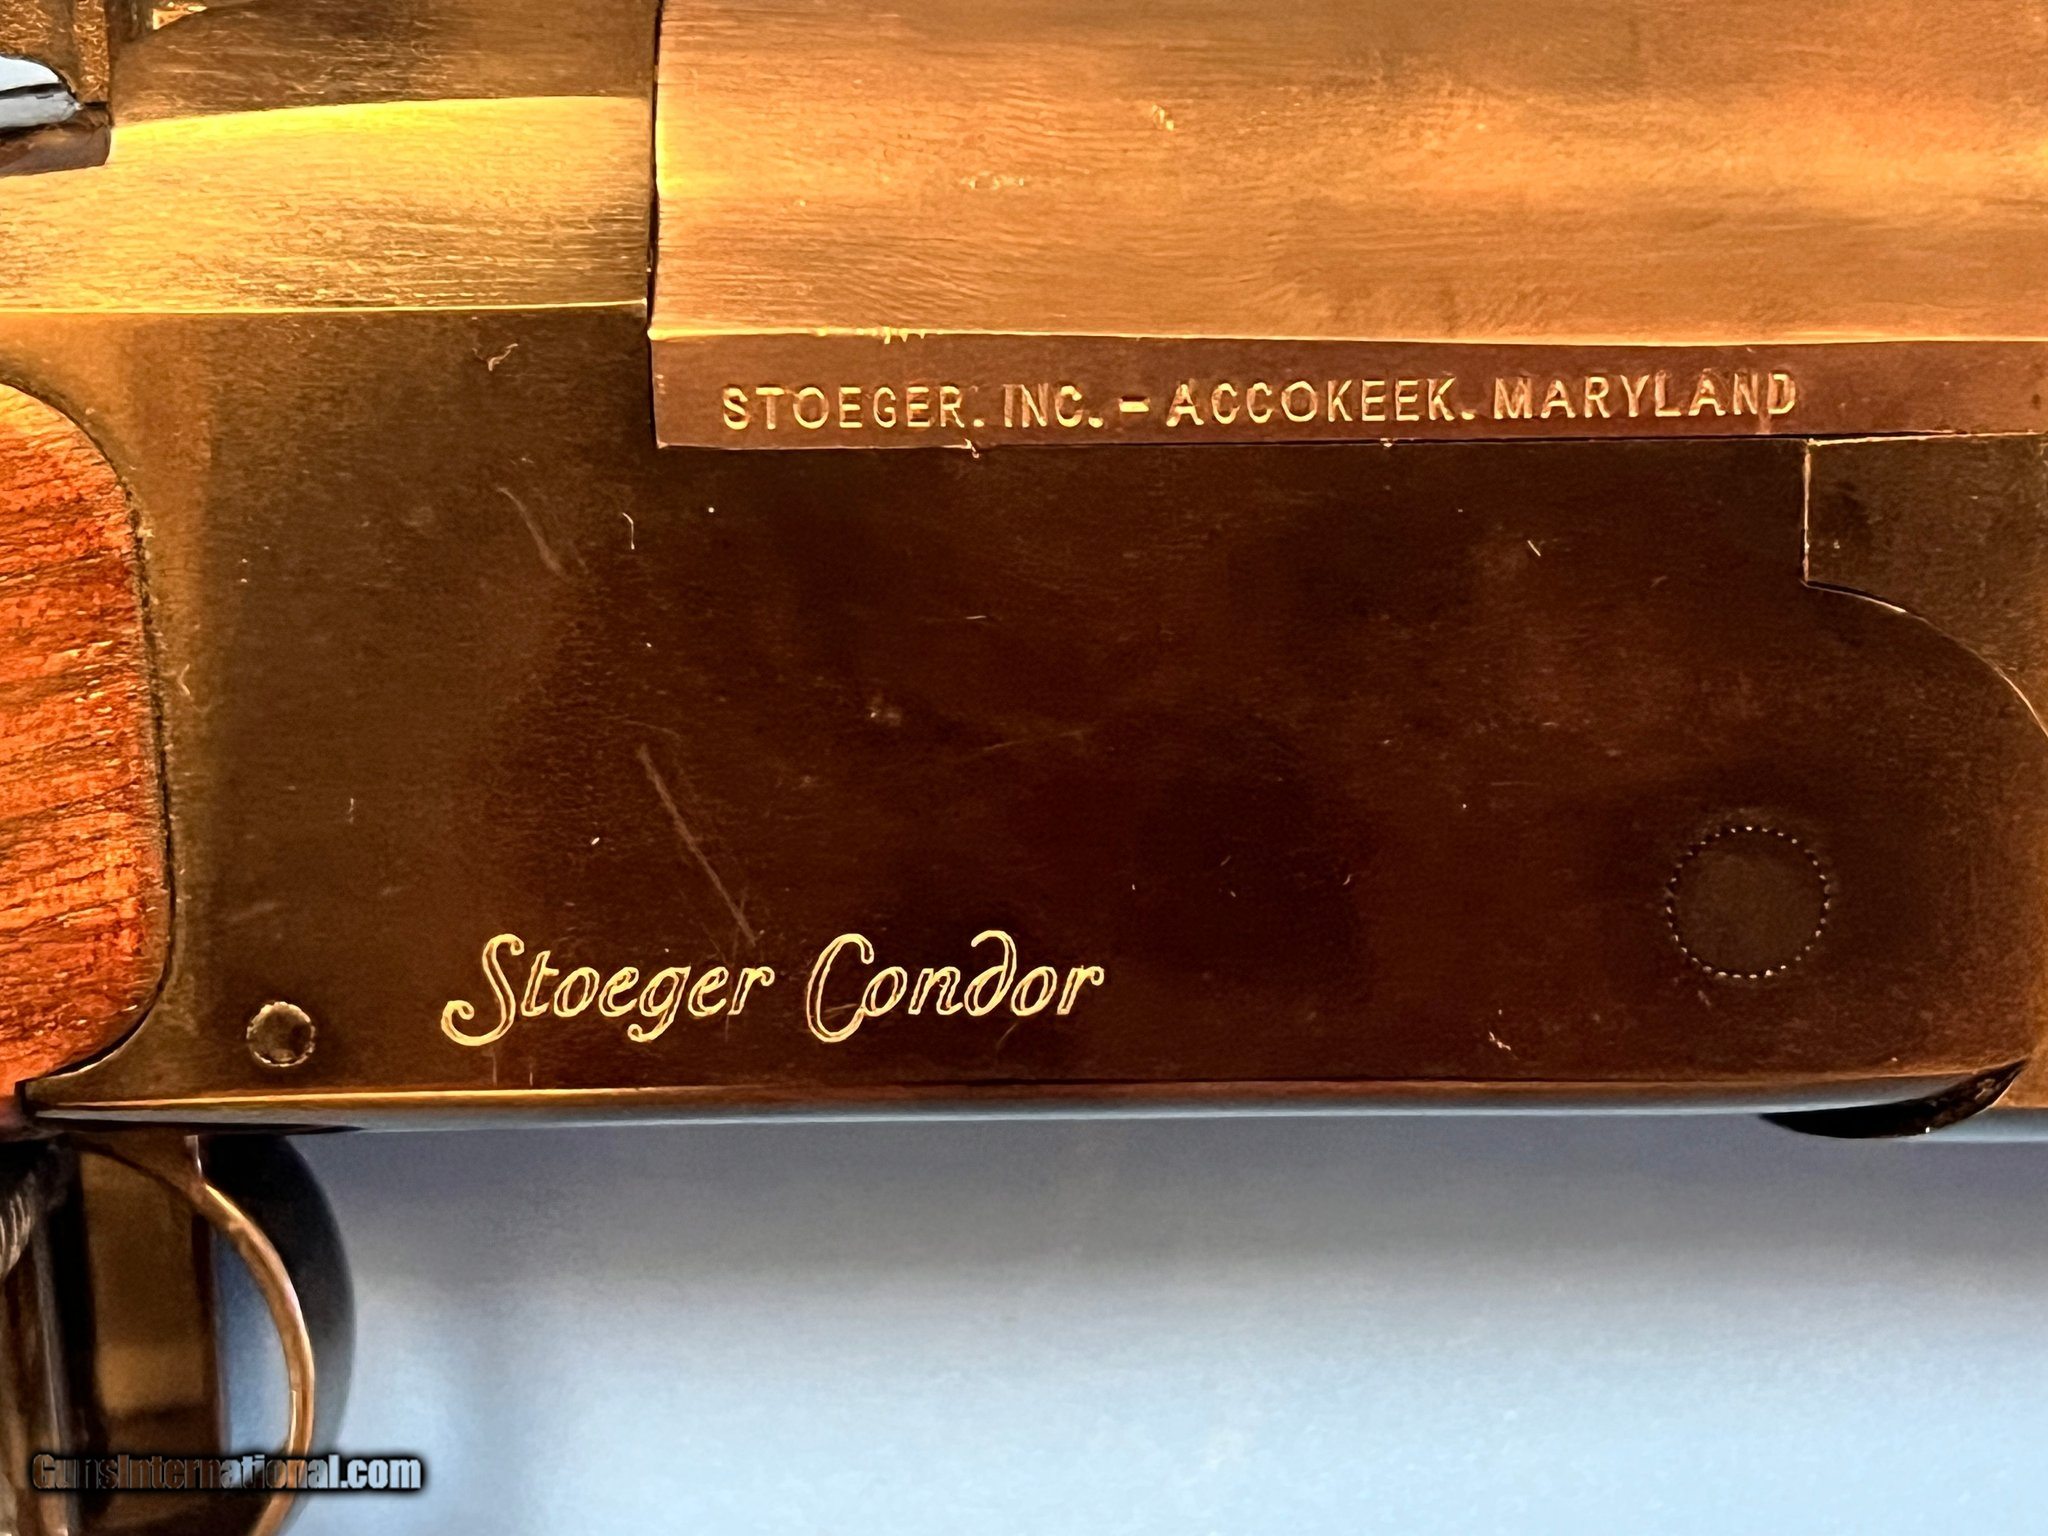 STOEGER. INC. - ACCOKEEK. MARYLAND
Stoeger Condor
GunsInternational.com